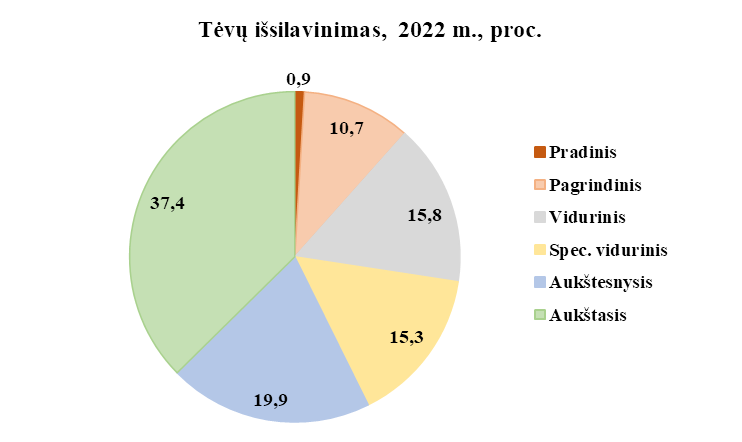 Tėvų išsilavinimas, 2022 m., proc.
0,9
10,7
15,8
15,3
19,9
37,4
Pradinis
Pagrindinis
Vidurinis
Spec. vidurinis
Aukštesnysis
Aukštasis